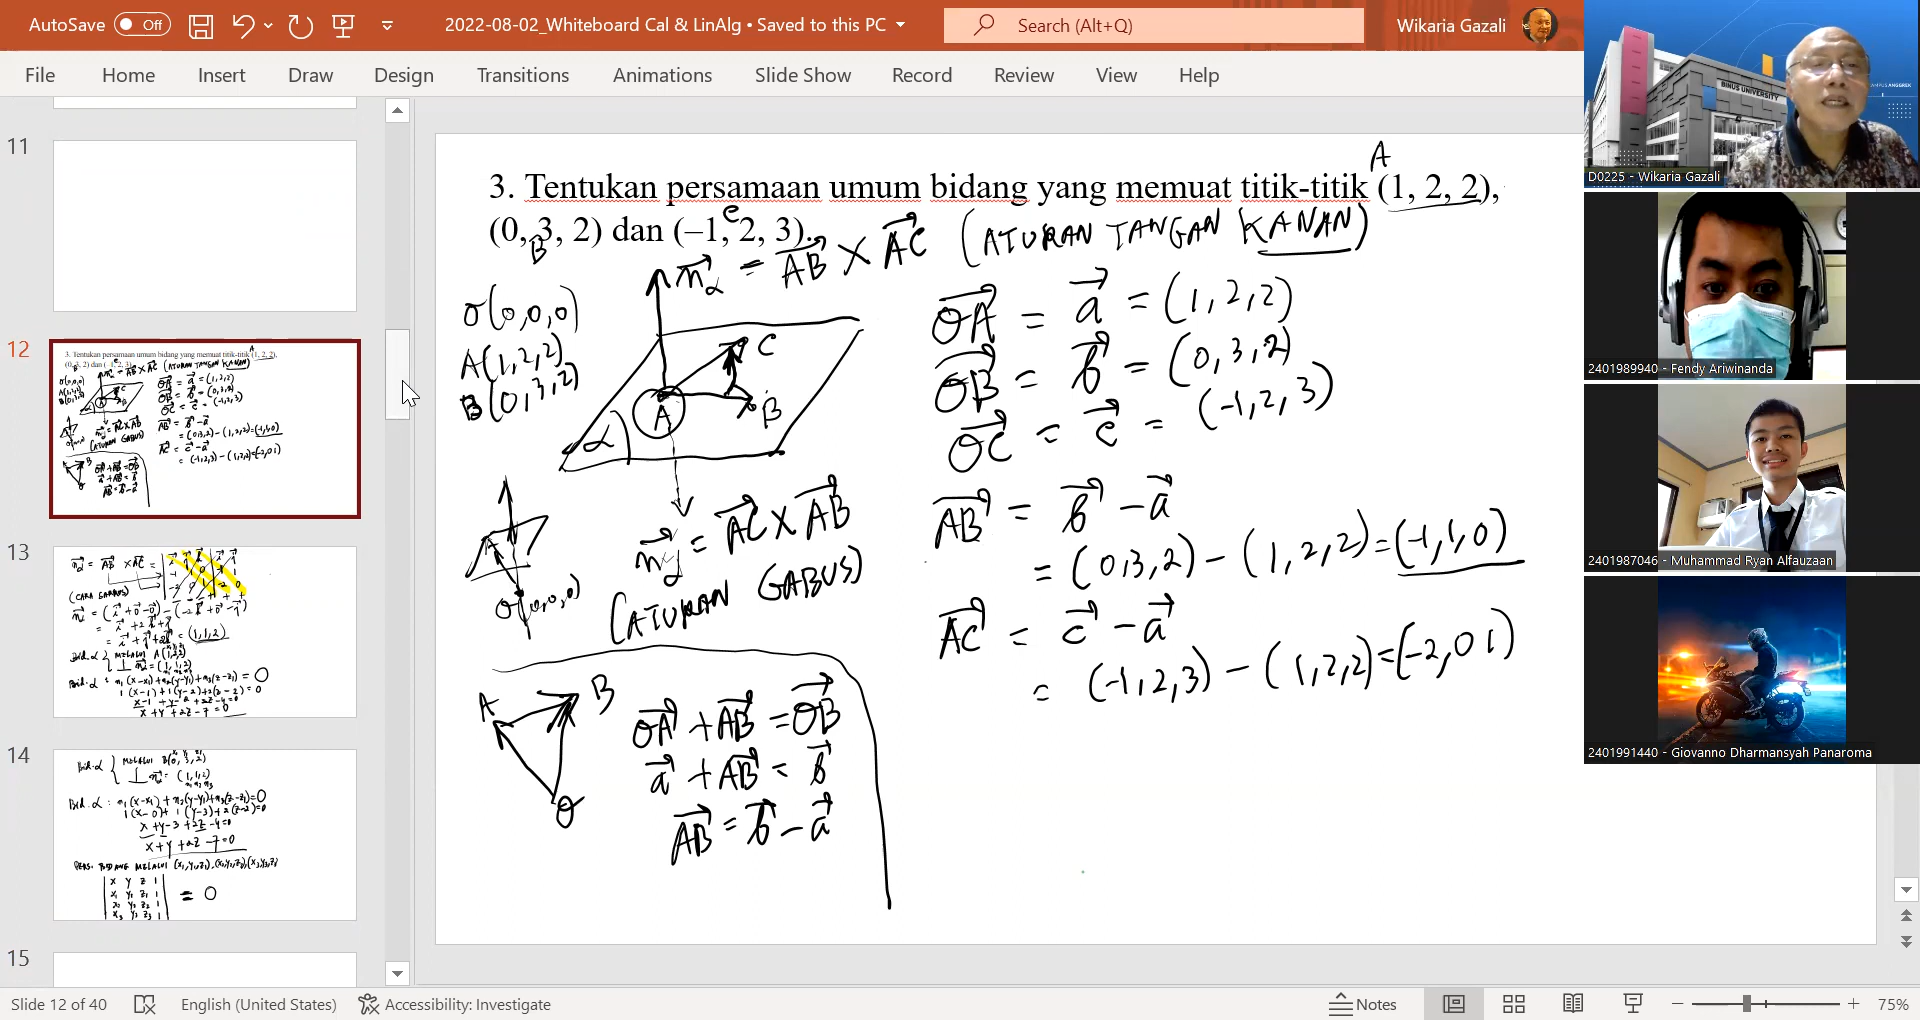 AutoSave Off 2022-08-02_Whiteboard Cal & LinAlg • Saved to this PC Search (Alt+Q) Wikaria Gazali
File Home Insert Draw Design Transitions Animations Slide Show Record Review View Help
BINUS UNIVERSITY
D0225 - Wikaria Gazali
2401989940 - Fendy Ariwinanda
2401987046 - Muhammad Ryan Alfauzaan
2401991440 - Giovanno Dharmansyah Panaroma
11
12
13
14
15
A
3. Tentukan persamaan umum bidang yang memuat titik-titik (1, 2, 2),
(0, 3, 2) dan (–1, 2, 3).
B
n⃗α = AB⃗ × AC⃗ (ATURAN TANGAN KANAN)
O(0,0,0)
A(1,2,2)
B(0,3,2)
C
A
B
α
OA⃗ = a⃗ = (1,2,2)
OB⃗ = b⃗ = (0,3,2)
OC⃗ = c⃗ = (-1,2,3)
AB⃗ = b⃗ - a⃗
= (0,3,2) - (1,2,2) = (-1,1,0)
AC⃗ = c⃗ - a⃗
= (-1,2,3) - (1,2,2) = (-2,0 1)
= AC⃗ × AB⃗
(ATURAN GABUS)
A
O(0,0,0)
A
B
O
OA⃗ + AB⃗ = OB⃗
a⃗ + AB⃗ = b⃗
AB⃗ = b⃗ - a⃗
Slide 12 of 40 English (United States) Accessibility: Investigate Notes 75%